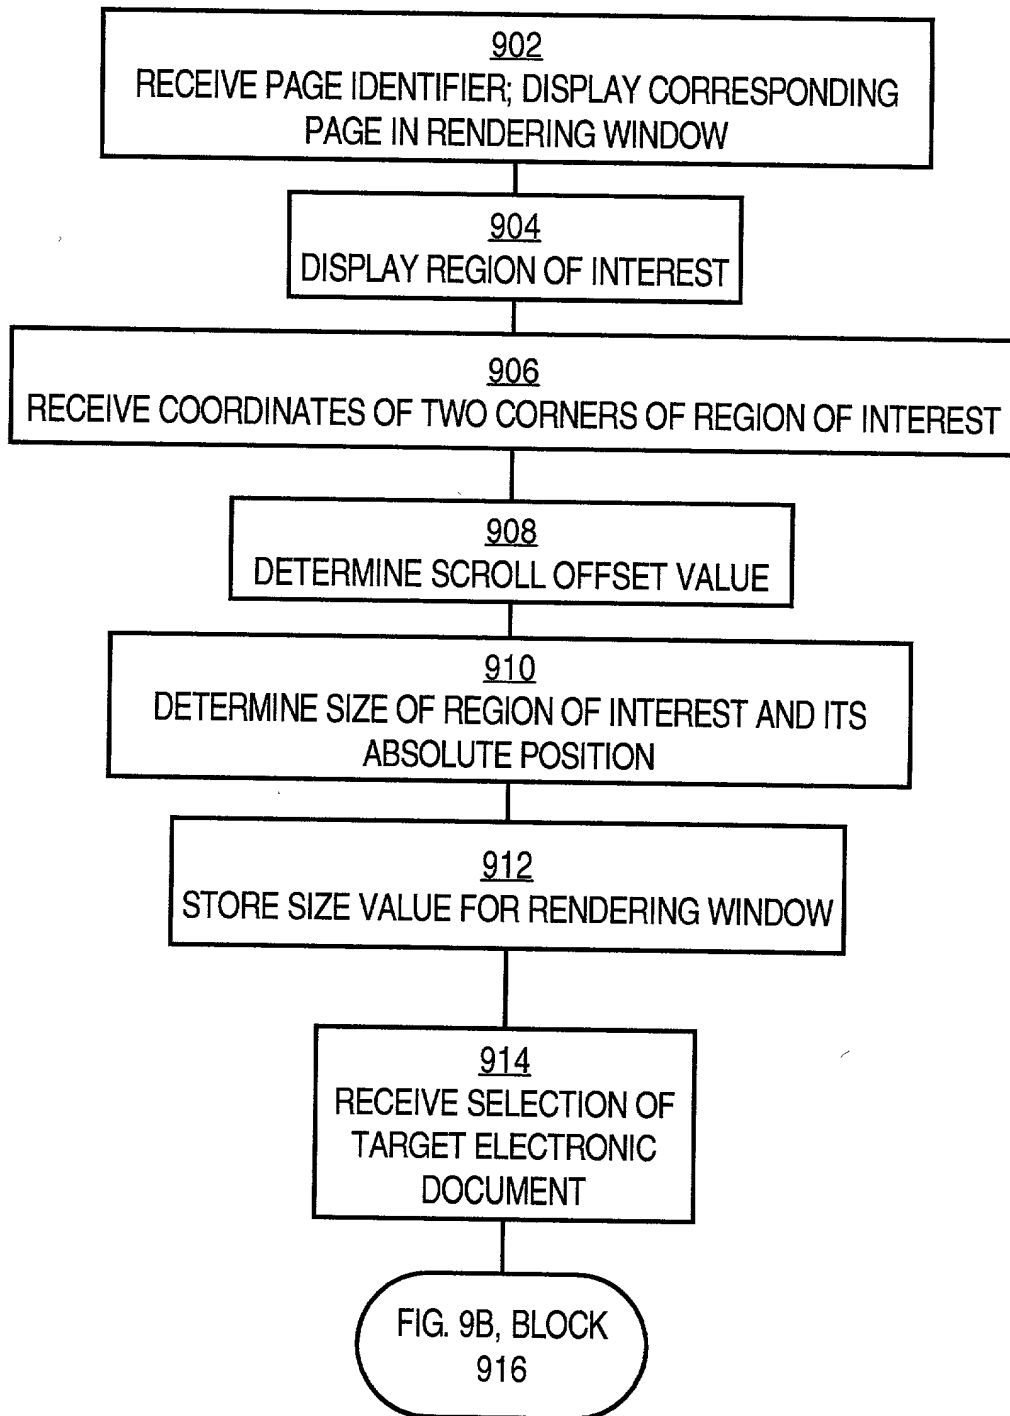 902
RECEIVE PAGE IDENTIFIER; DISPLAY CORRESPONDING
PAGE IN RENDERING WINDOW
904
DISPLAY REGION OF INTEREST
906
RECEIVE COORDINATES OF TWO CORNERS OF REGION OF INTEREST
908
DETERMINE SCROLL OFFSET VALUE
910
DETERMINE SIZE OF REGION OF INTEREST AND ITS
ABSOLUTE POSITION
912
STORE SIZE VALUE FOR RENDERING WINDOW
914
RECEIVE SELECTION OF
TARGET ELECTRONIC
DOCUMENT
FIG. 9B, BLOCK
916